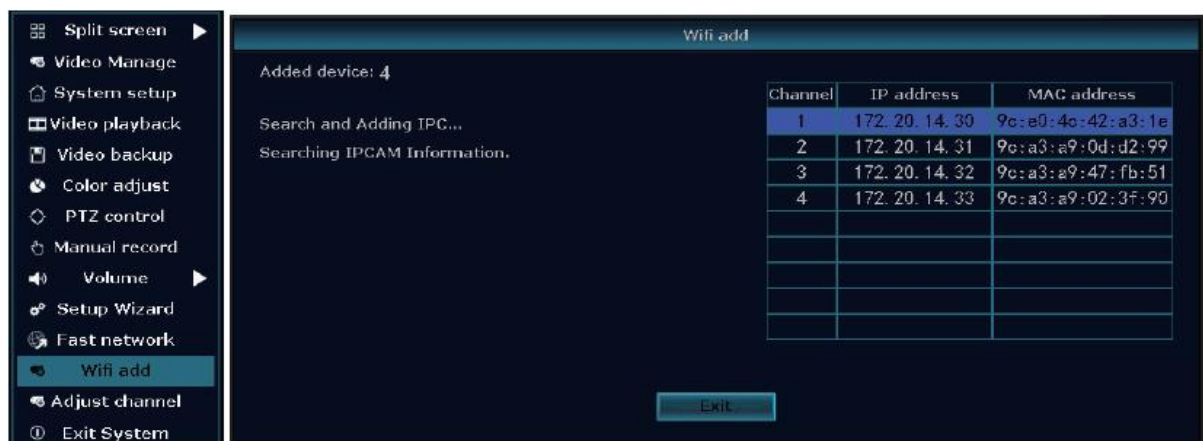 Split screen
Video Manage
System setup
Video playback
Video backup
Color adjust
PTZ control
Manual record
Volume
Setup Wizard
Fast network
Wifi add
Adjust channel
Exit System
Wifi add
Added device: 4
Search and Adding IPC...
Searching IPCAM Information.
Channel IP address MAC address
1 172. 20. 14. 30 9c:e0:4c:42:a3:1e
2 172. 20. 14. 31 9c:a3:a9:0d:d2:99
3 172. 20. 14. 32 9c:a3:a9:47:fb:51
4 172. 20. 14. 33 9c:a3:a9:02:3f:90
Exit